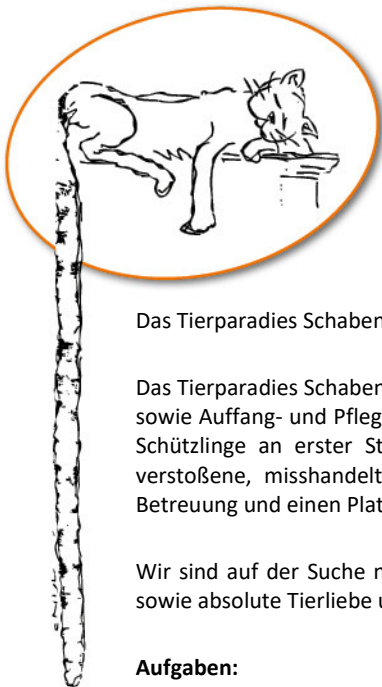 Das Tierparadies Schaben
Das Tierparadies Schaben
sowie Auffang- und Pfleg
Schützlinge an erster St
verstoßene, misshandelt
Betreuung und einen Plat
Wir sind auf der Suche n
sowie absolute Tierliebe u
Aufgaben: